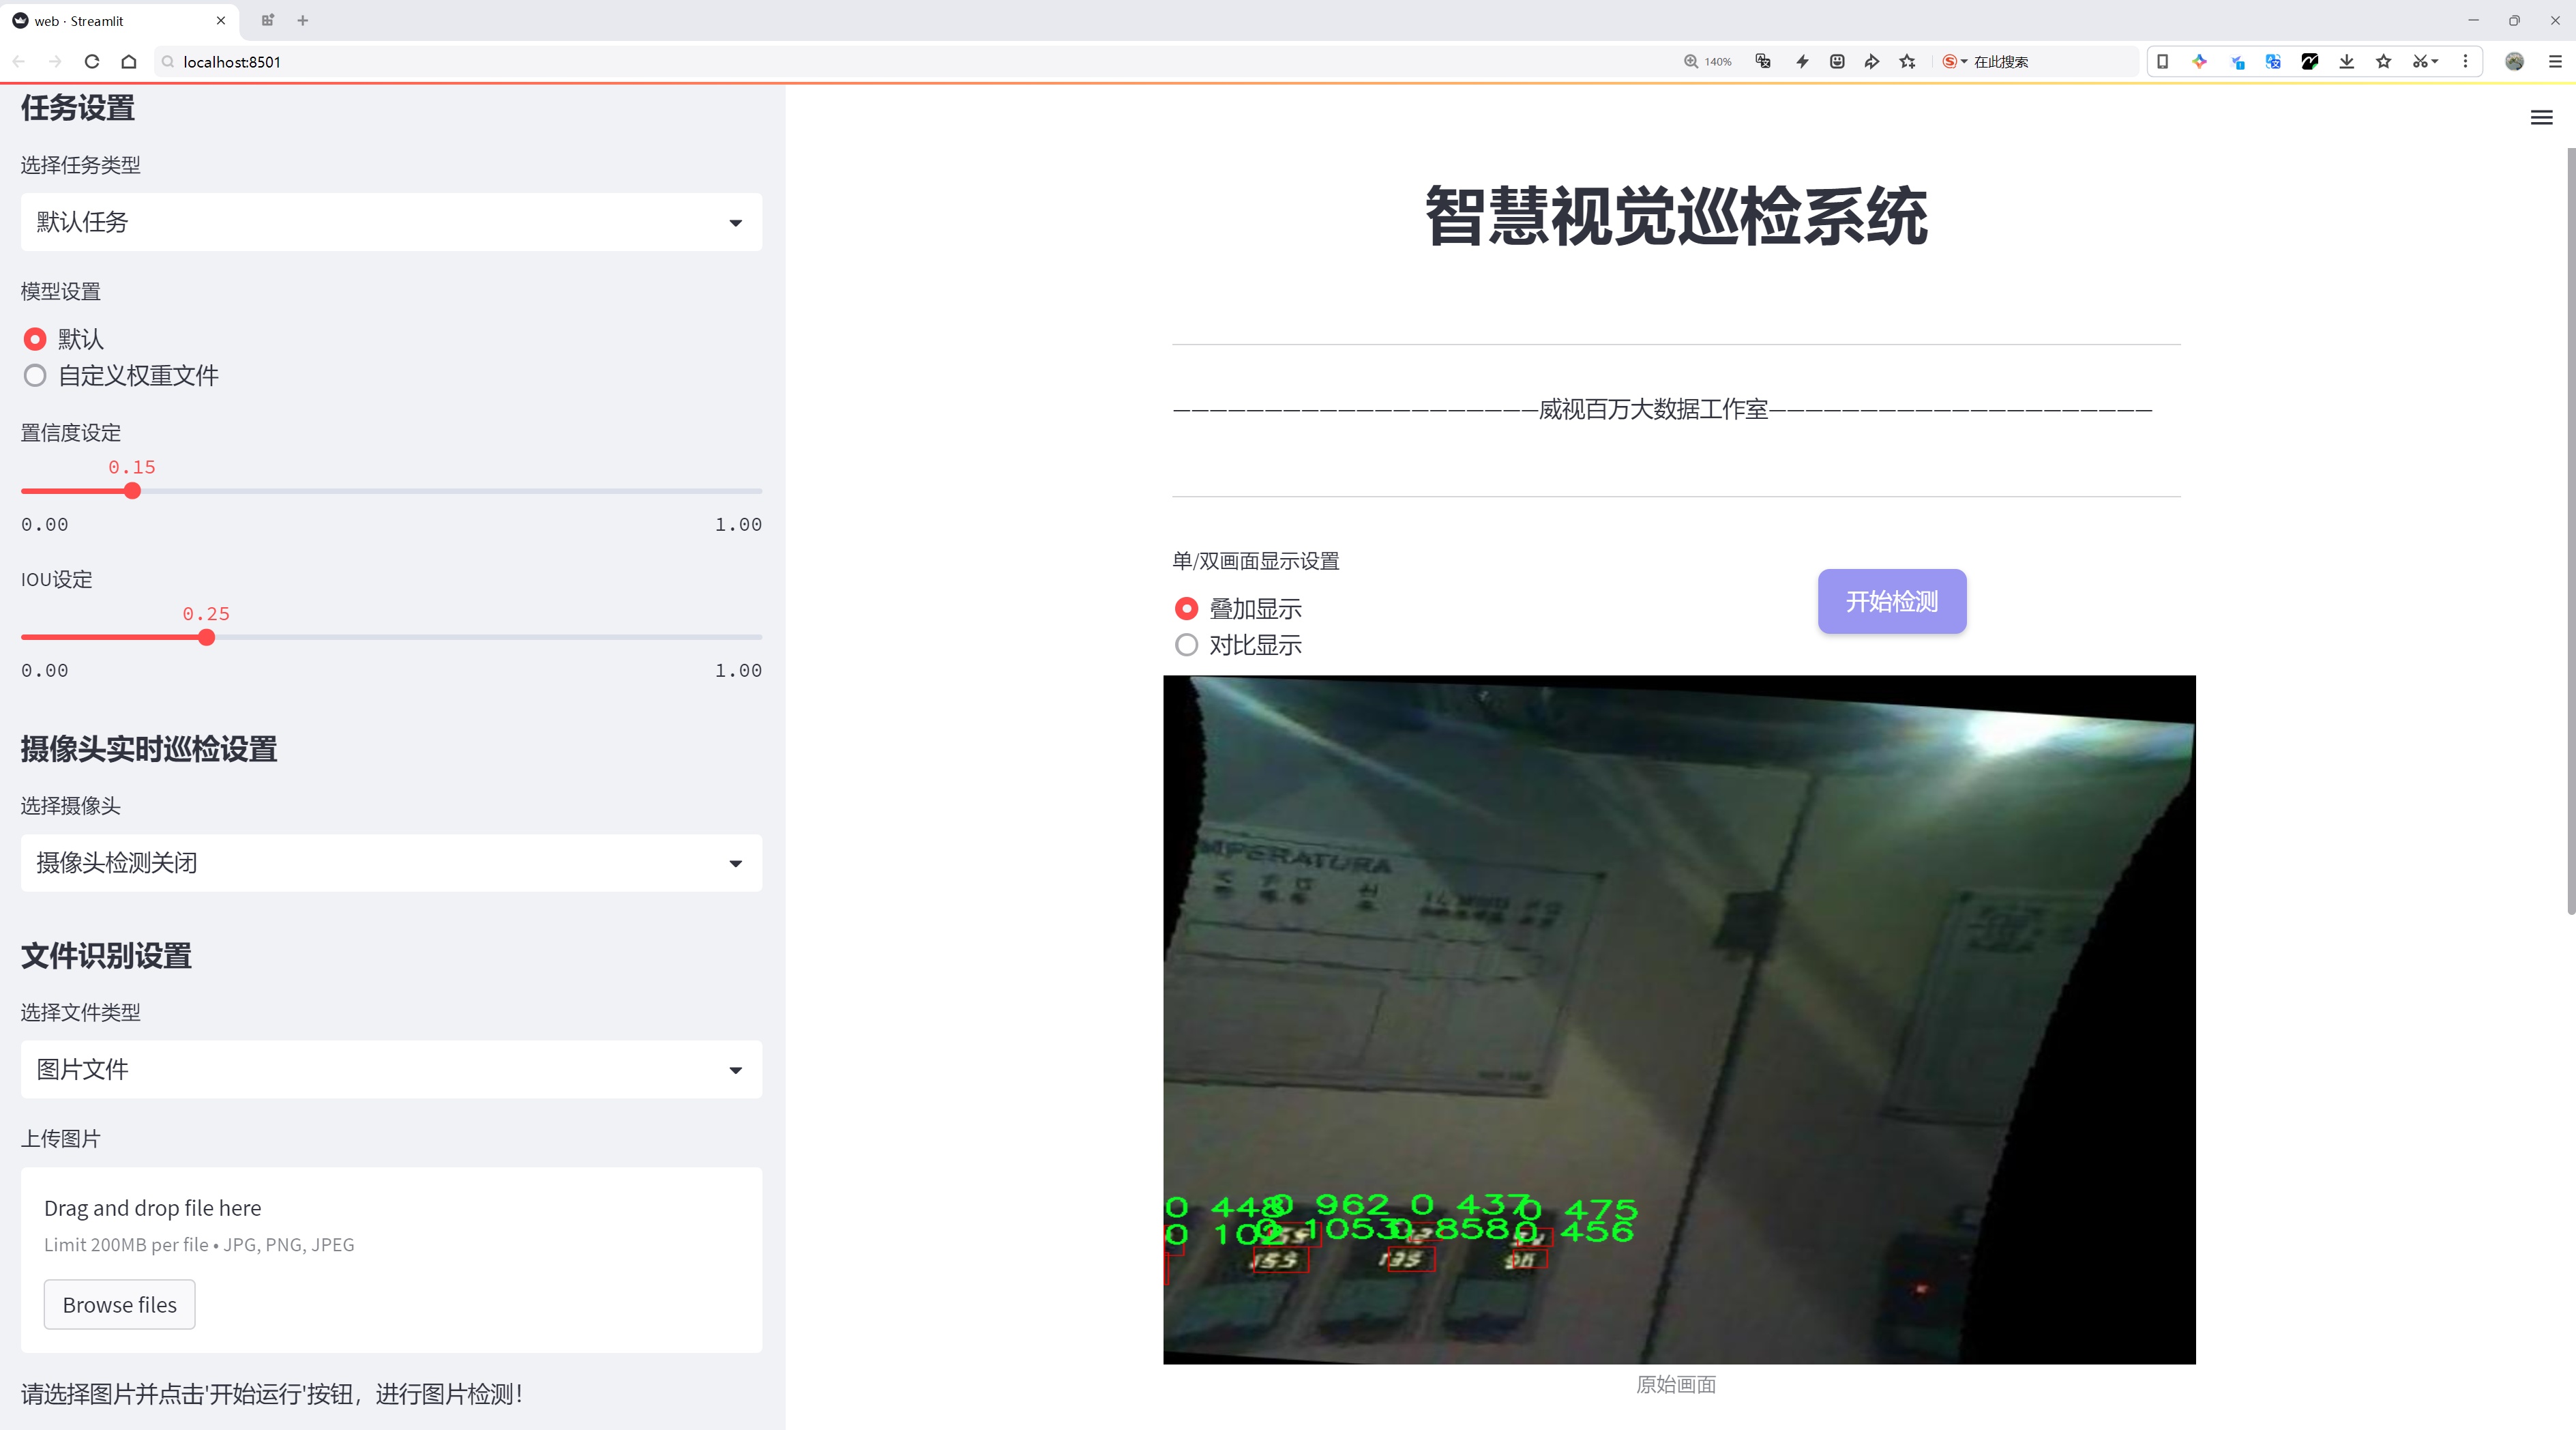 web · Streamlit
localhost:8501
140%
在此搜索
任务设置
选择任务类型
默认任务
模型设置
默认
自定义权重文件
置信度设定
0.15
0.00 1.00
IOU设定
0.25
0.00 1.00
摄像头实时巡检设置
选择摄像头
摄像头检测关闭
文件识别设置
选择文件类型
图片文件
上传图片
Drag and drop file here
Limit 200MB per file • JPG, PNG, JPEG
Browse files
请选择图片并点击'开始运行'按钮，进行图片检测！
智慧视觉巡检系统
————————————————————威视百万大数据工作室—————————————————————
单/双画面显示设置
叠加显示
对比显示
开始检测
MPERATURA
0 448 0 962 0 437 0 475
0 102 0 1053 0 858 0 456
155 135
原始画面